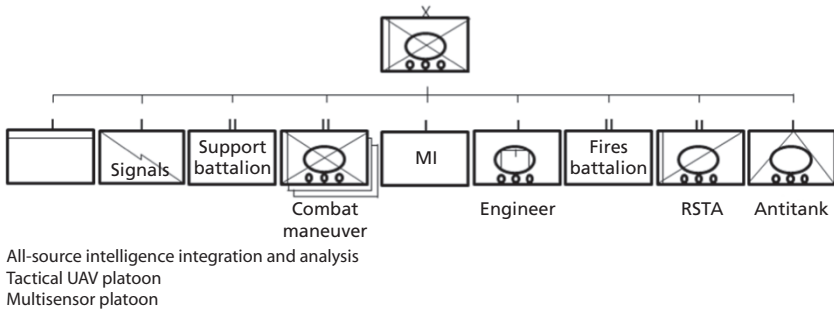 X
I I II II I I II II I
Signals
Support
battalion
MI
Fires
battalion
Combat
maneuver
Engineer
RSTA
Antitank
All-source intelligence integration and analysis
Tactical UAV platoon
Multisensor platoon